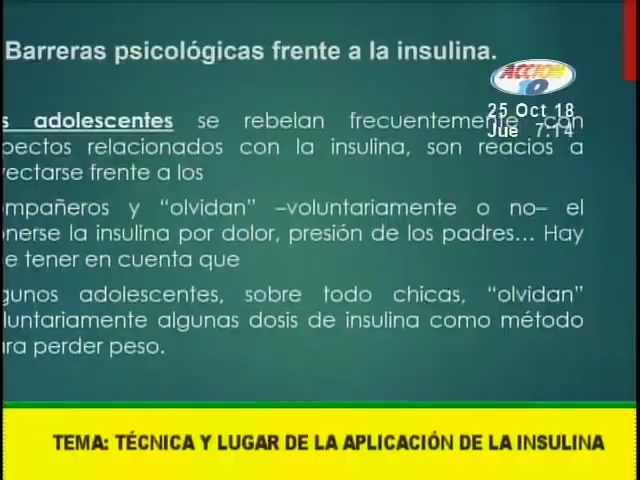 Barreras psicológicas frente a la insulina.
ACCION
10
25 Oct 18
Jue 7:14
s adolescentes se rebelan frecuentemente con
pectos relacionados con la insulina, son reacios a
yectarse frente a los
ompañeros y "olvidan" –voluntariamente o no– el
onerse la insulina por dolor, presión de los padres... Hay
e tener en cuenta que
gunos adolescentes, sobre todo chicas, "olvidan"
luntariamente algunas dosis de insulina como método
ra perder peso.
TEMA: TÉCNICA Y LUGAR DE LA APLICACIÓN DE LA INSULINA